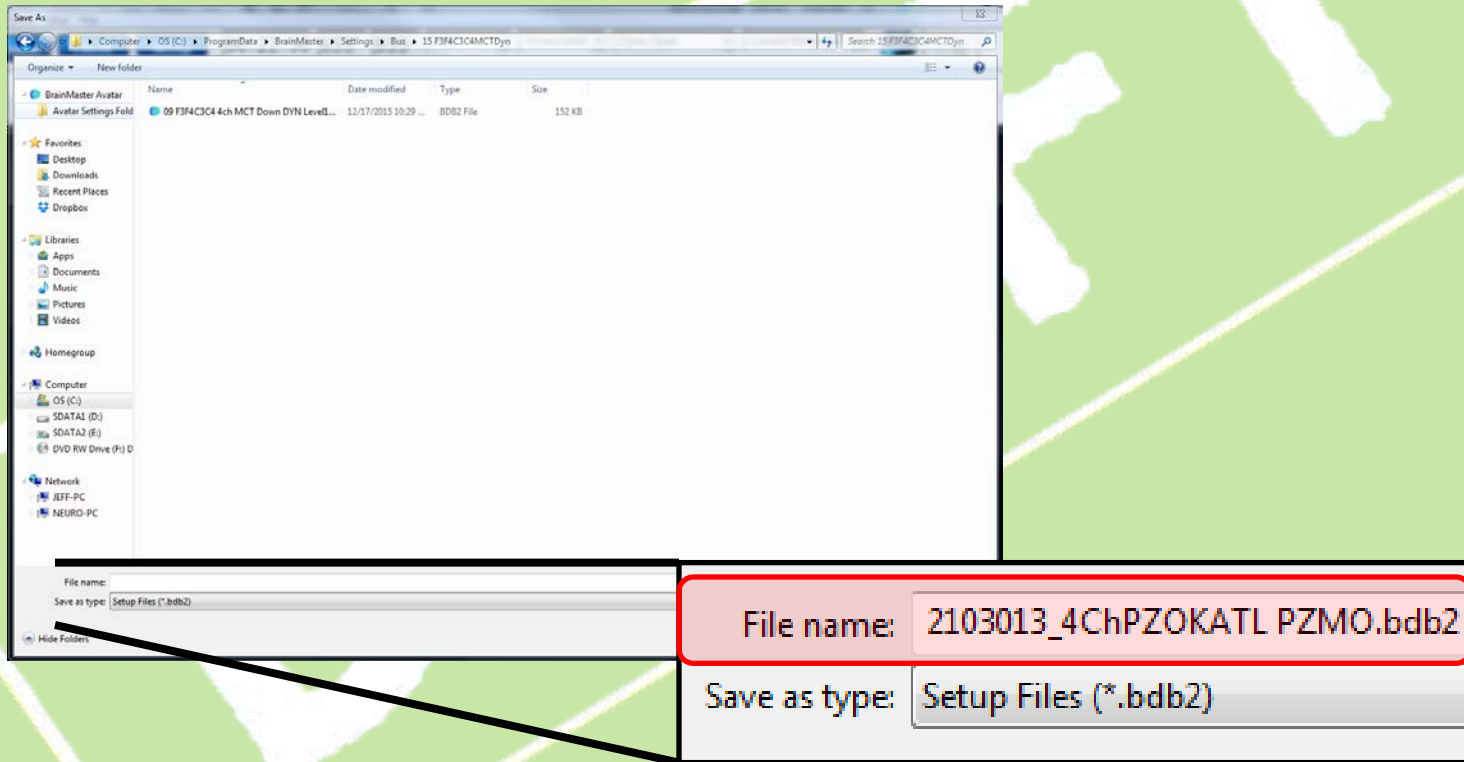 Save As
Computer ▸ OS (C:) ▸ ProgramData ▸ BrainMaster ▸ Settings ▸ Bus ▸ 15 F3F4C3C4MCTDyn
Search 15 F3F4C3C4MCTDyn
Organize
New folder
Name Date modified Type Size
BrainMaster Avatar
Avatar Settings Fold
09 F3F4C3C4 4ch MCT Down DYN Level1... 12/17/2015 10:29 ... BDB2 File 152 KB
Favorites
Desktop
Downloads
Recent Places
Dropbox
Libraries
Apps
Documents
Music
Pictures
Videos
Homegroup
Computer
OS (C:)
SDATA1 (D:)
SDATA2 (E:)
DVD RW Drive (F:) D
Network
JEFF-PC
NEURO-PC
File name:
Save as type: Setup Files (*.bdb2)
Hide Folders
File name: 2103013_4ChPZOKATL PZMO.bdb2
Save as type: Setup Files (*.bdb2)